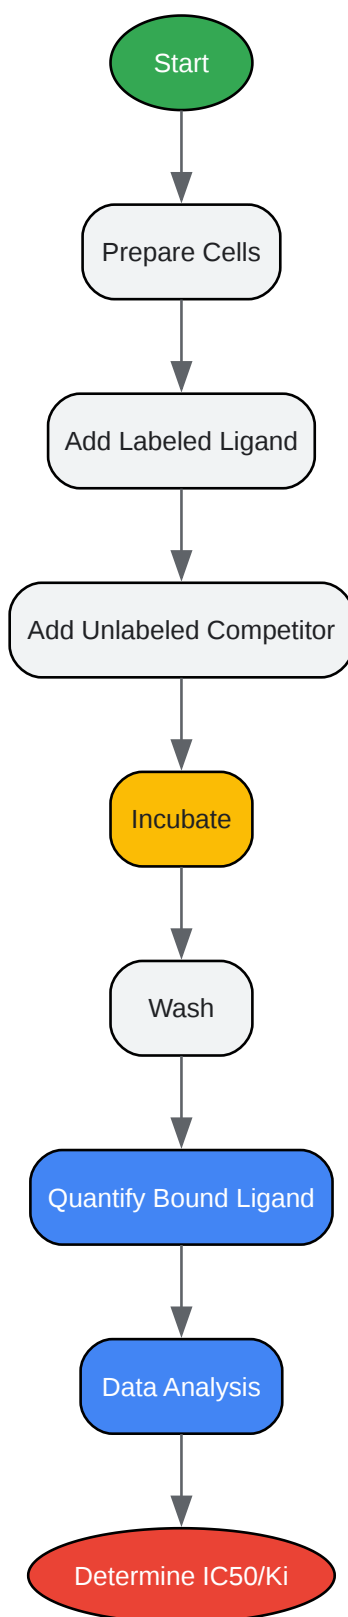 Start
Prepare Cells
Add Labeled Ligand
Add Unlabeled Competitor
Incubate
Wash
Quantify Bound Ligand
Data Analysis
Determine IC50/Ki